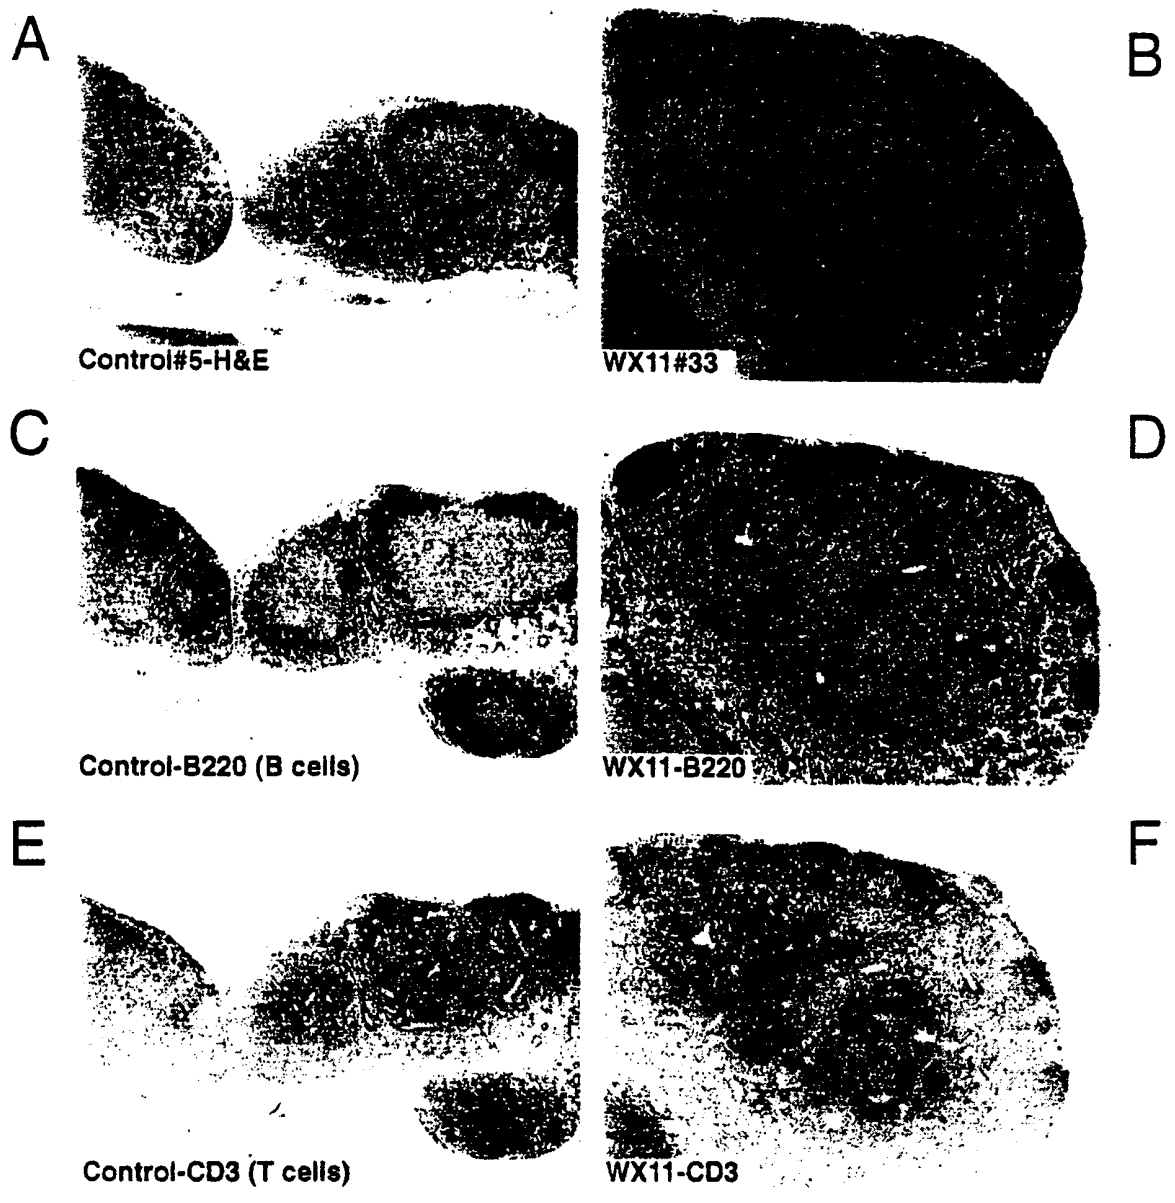 A
B
Control#5-H&E
WX11#33
C
D
Control-B220 (B cells)
WX11-B220
E
F
Control-CD3 (T cells)
WX11-CD3